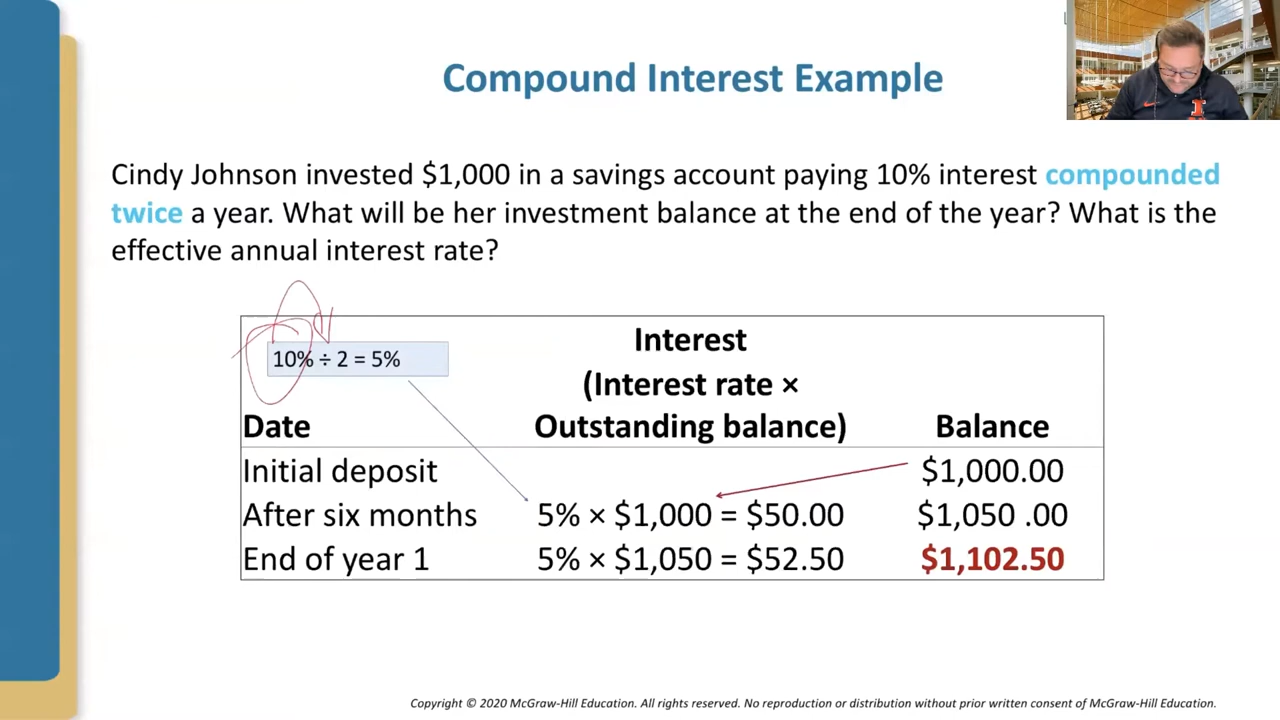 Compound Interest Example
Cindy Johnson invested $1,000 in a savings account paying 10% interest compounded
twice a year. What will be her investment balance at the end of the year? What is the
effective annual interest rate?
10% ÷ 2 = 5%
Interest
(Interest rate ×
Date Outstanding balance) Balance
Initial deposit $1,000.00
After six months 5% × $1,000 = $50.00 $1,050 .00
End of year 1 5% × $1,050 = $52.50 $1,102.50
Copyright © 2020 McGraw-Hill Education. All rights reserved. No reproduction or distribution without prior written consent of McGraw-Hill Education.